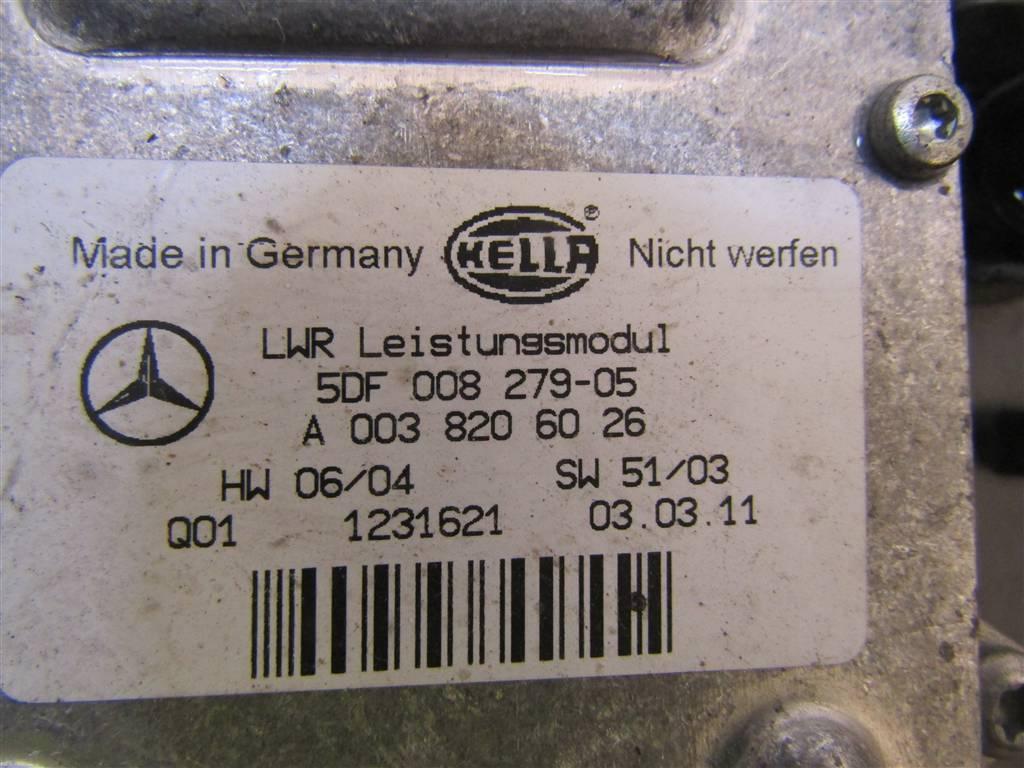 Made in Germany HELLA ® Nicht werfen
LWR Leistungsmodul
5DF 008 279-05
A 003 820 60 26
HW 06/04 SW 51/03
Q01 1231621 03.03.11